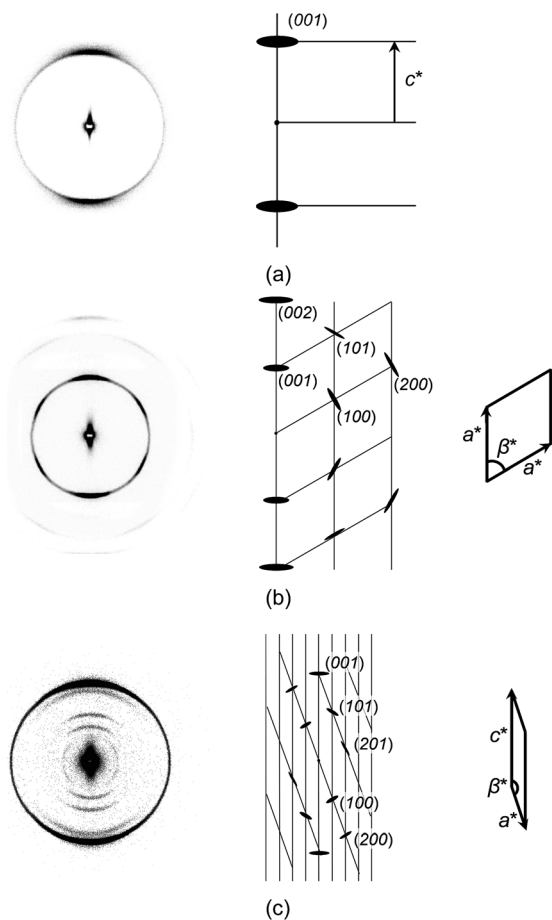 (001)
c*
(a)
(002)
(101)
(001)
(200)
(100)
a*
β*
a*
(b)
(001)
(101)
(201)
c*
β*
(100)
a*
(200)
(c)